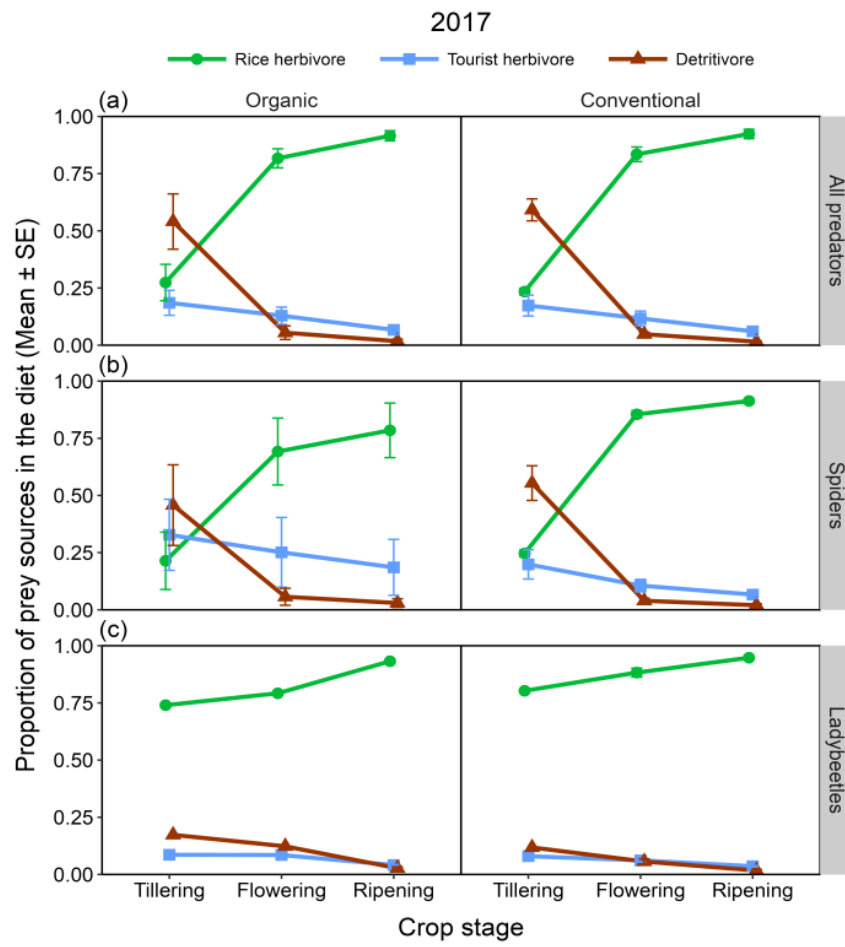 2017
Rice herbivore Tourist herbivore Detritivore
(a) Organic Conventional
1.00
0.75
0.50
0.25
0.00
All predators
(b)
1.00
0.75
0.50
0.25
0.00
Spiders
(c)
1.00
0.75
0.50
0.25
0.00
Ladybeetles
Proportion of prey sources in the diet (Mean ± SE)
Tillering Flowering Ripening Tillering Flowering Ripening
Crop stage